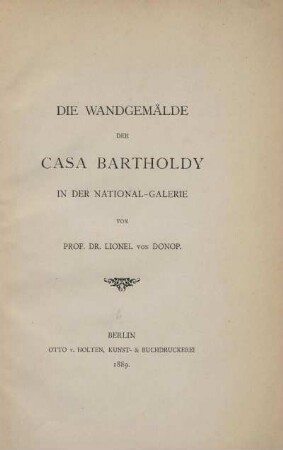 DIE WANDGEMÄLDE
DER
CASA BARTHOLDY
IN DER NATIONAL-GALERIE
VON
PROF. DR. LIONEL VON DONOP.
BERLIN
OTTO v. HOLTEN, KUNST- & BUCHDRUCKEREI
1889.